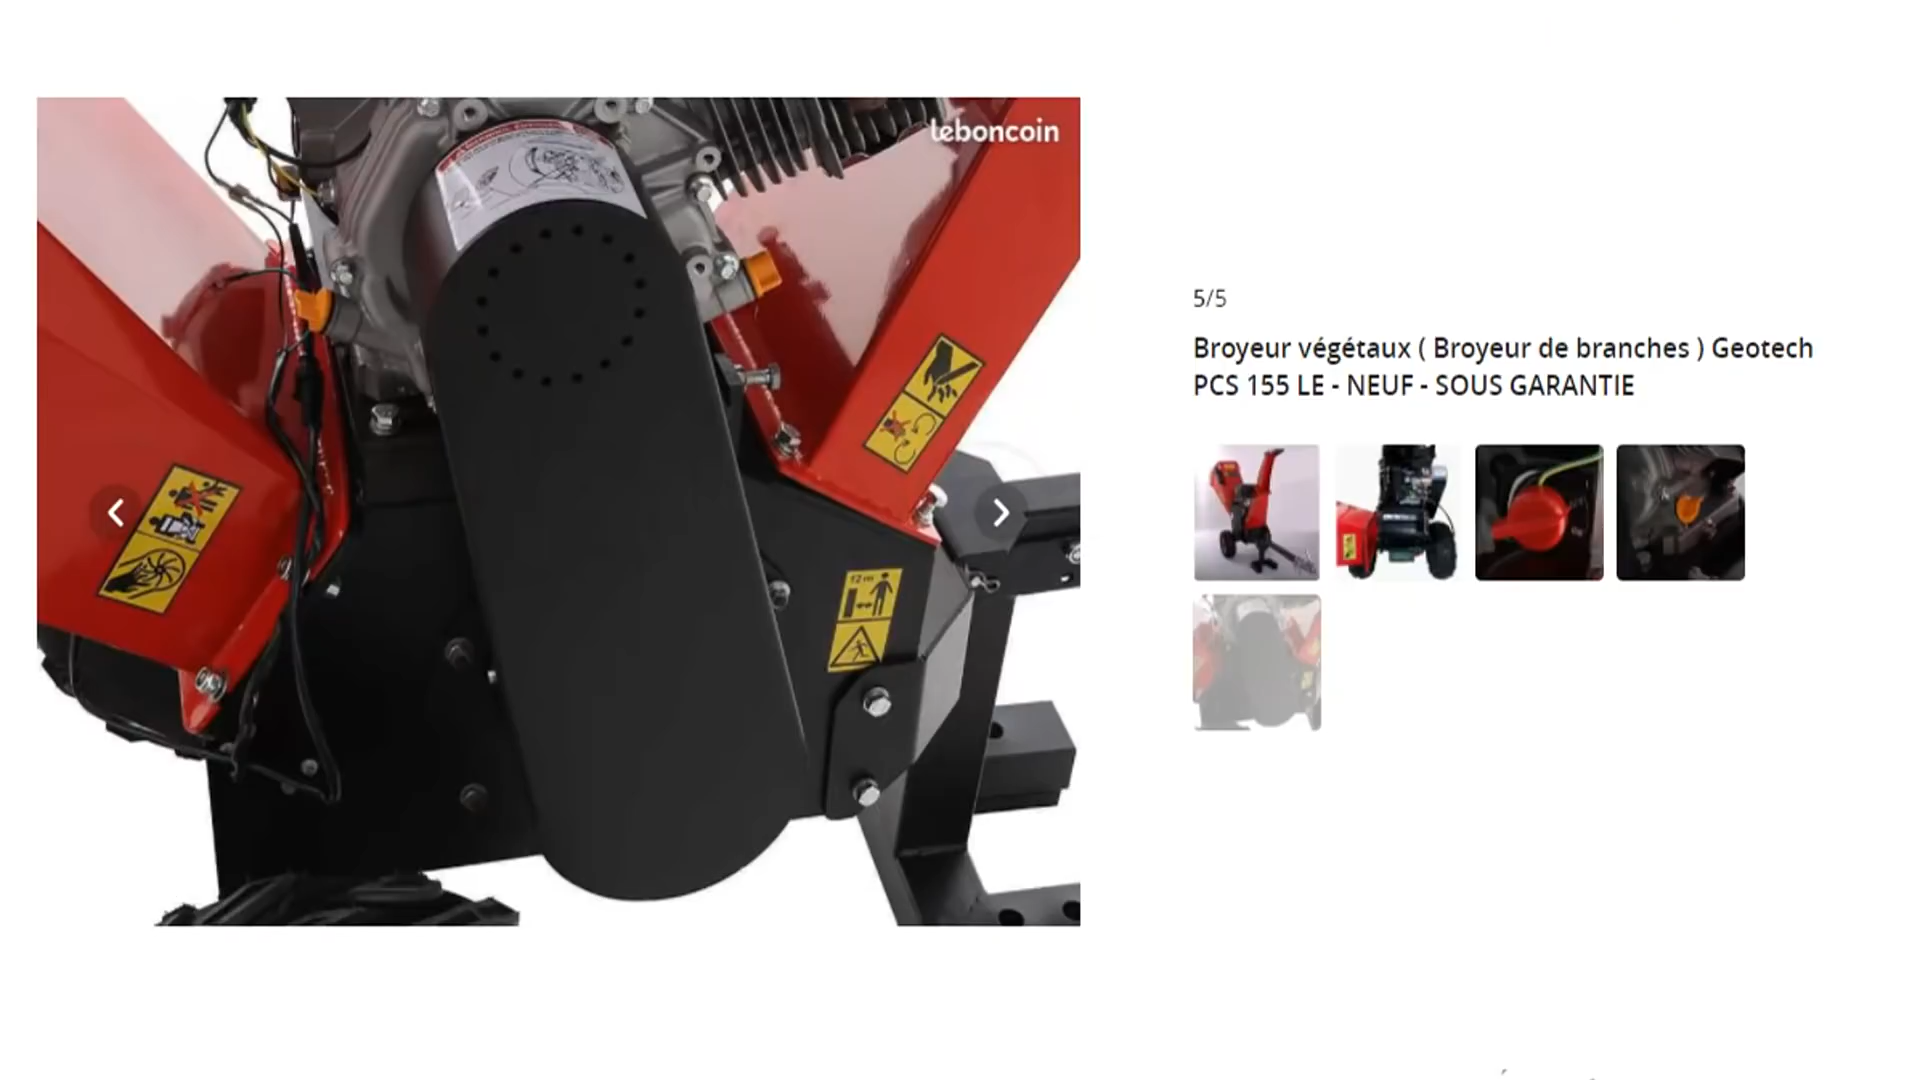 leboncoin
12 m
5/5
Broyeur végétaux ( Broyeur de branches ) Geotech
PCS 155 LE - NEUF - SOUS GARANTIE